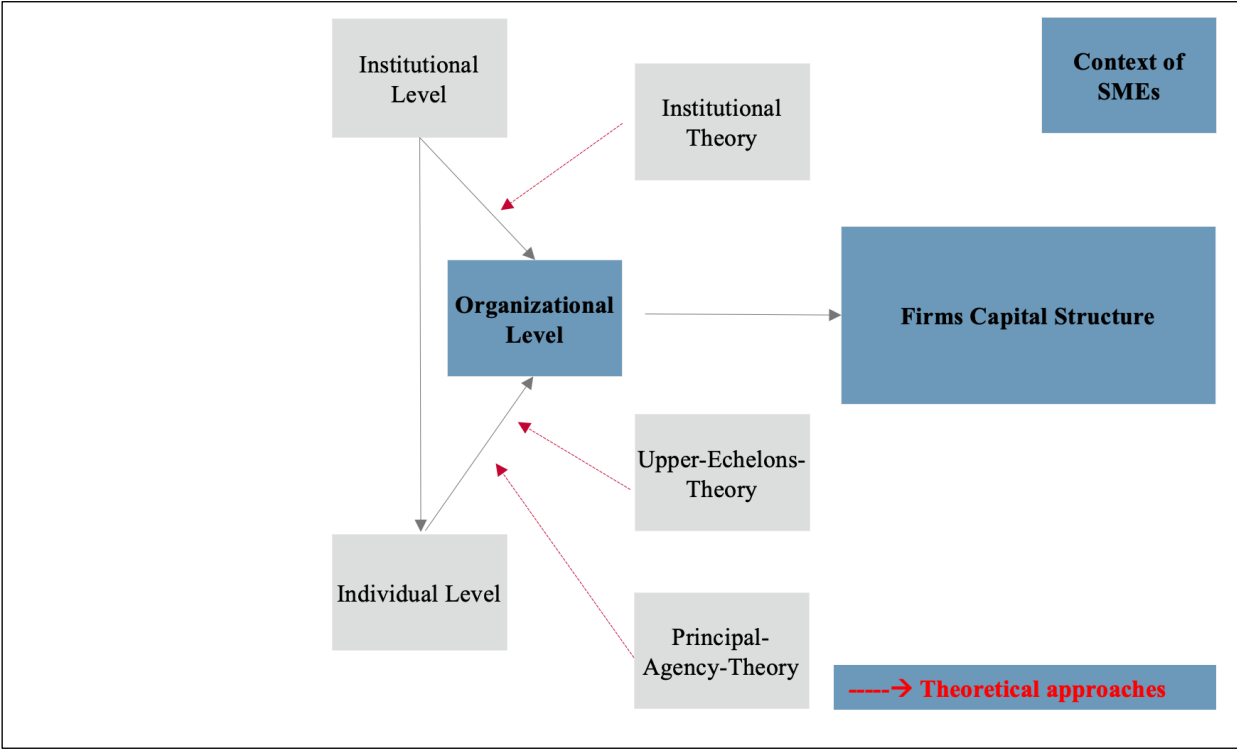 Institutional
Level
Institutional
Theory
Context of
SMEs
Organizational
Level
Firms Capital Structure
Upper-Echelons-
Theory
Individual Level
Principal-
Agency-Theory
-----→ Theoretical approaches